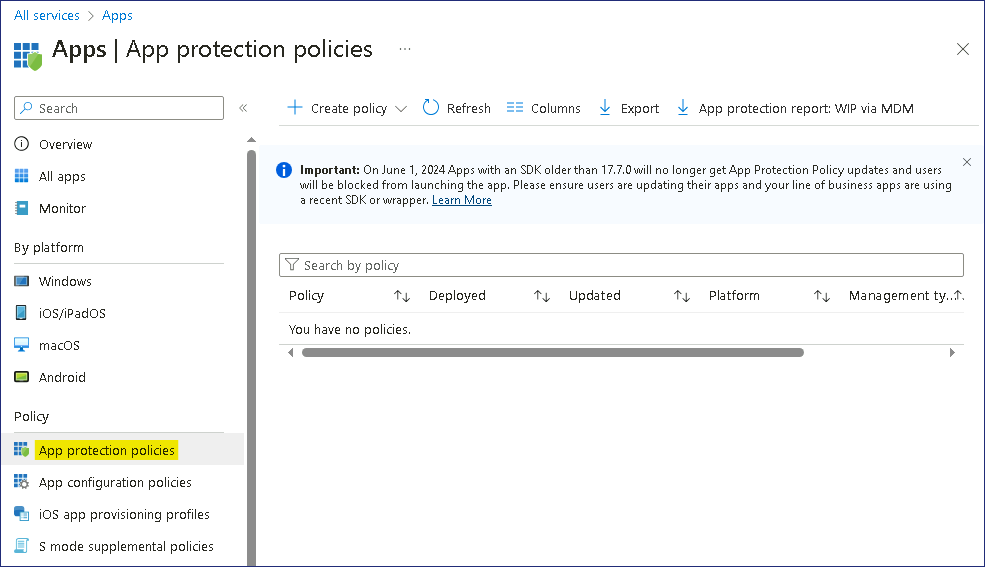 All services > Apps
Apps | App protection policies ...
Search
«
Overview
All apps
Monitor
By platform
Windows
iOS/iPadOS
macOS
Android
Policy
App protection policies
App configuration policies
iOS app provisioning profiles
S mode supplemental policies
Create policy
Refresh
Columns
Export
App protection report: WIP via MDM
Important: On June 1, 2024 Apps with an SDK older than 17.7.0 will no longer get App Protection Policy updates and users
will be blocked from launching the app. Please ensure users are updating their apps and your line of business apps are using
a recent SDK or wrapper. Learn More
Search by policy
Policy Deployed Updated Platform Management ty...
You have no policies.